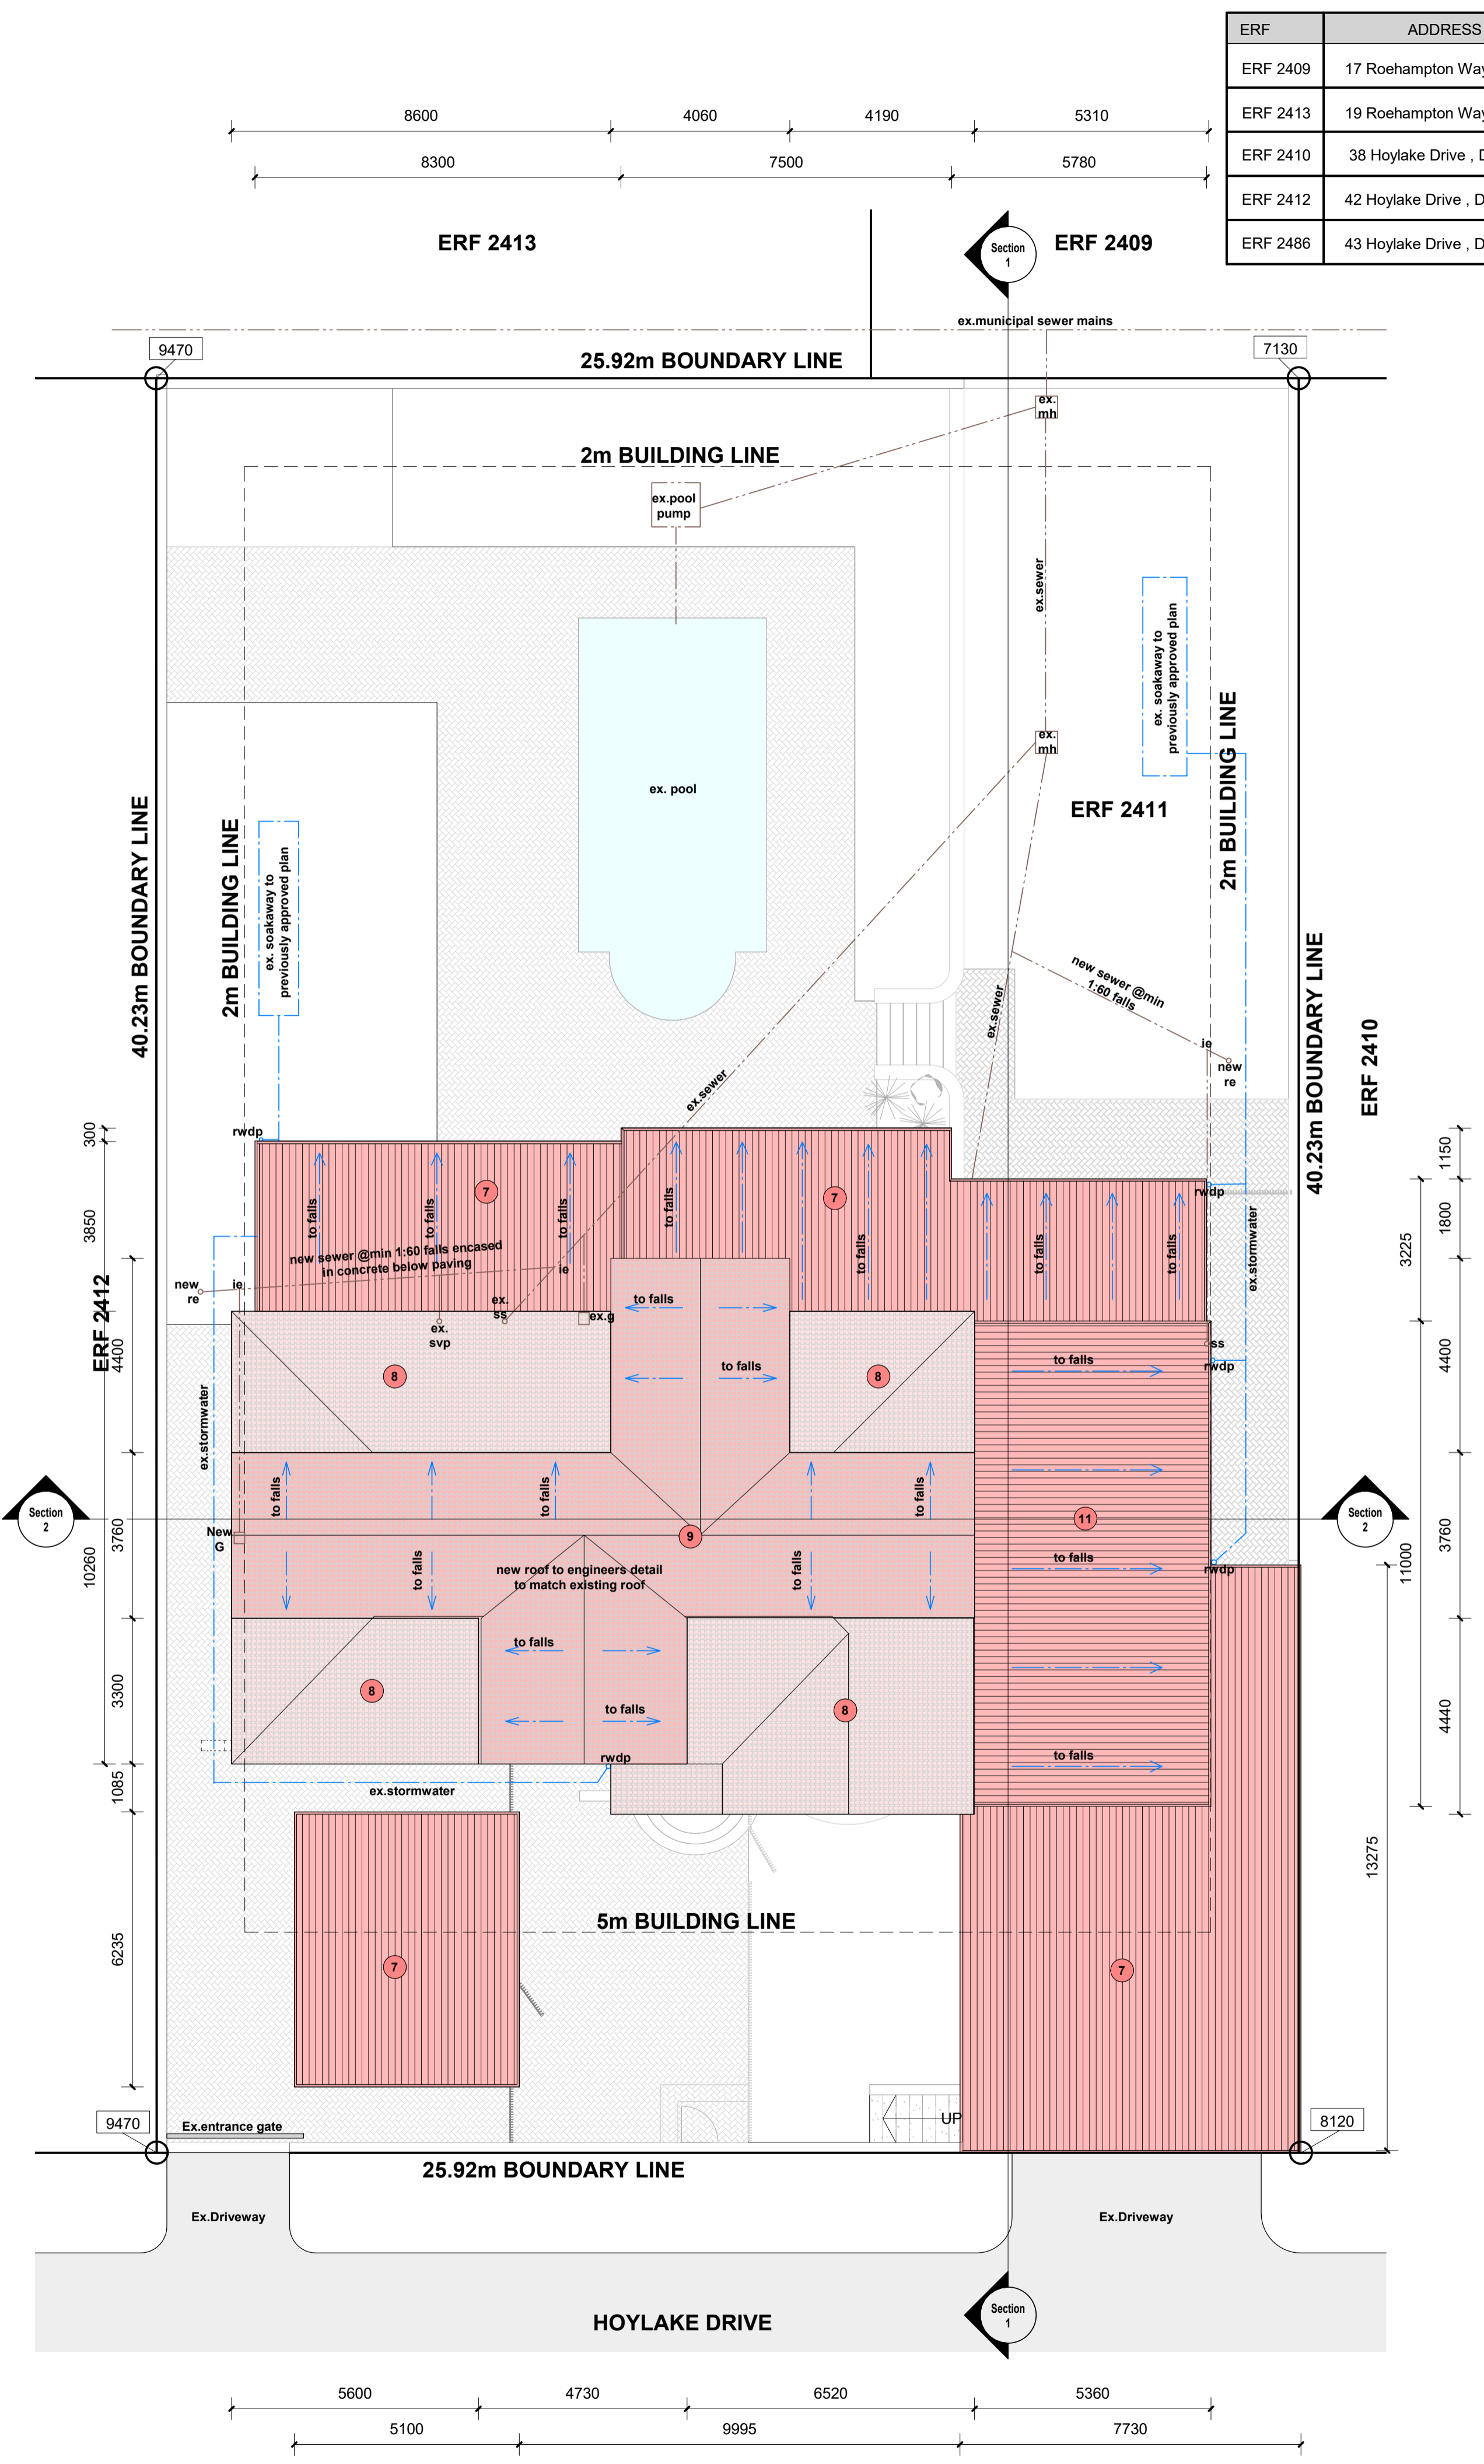 ERF ADDRESS
ERF 2409 17 Roehampton Way
ERF 2413 19 Roehampton Way
ERF 2410 38 Hoylake Drive , D
ERF 2412 42 Hoylake Drive , D
ERF 2486 43 Hoylake Drive , D
8600 4060 4190 5310
8300 7500 5780
ERF 2413
Section
1
ERF 2409
ex.municipal sewer mains
9470
25.92m BOUNDARY LINE
7130
ex.
mh
2m BUILDING LINE
ex.pool
pump
ex.sewer
ex. soakaway to
previously approved plan
2m BUILDING LINE
ex.
mh
ex. pool
ERF 2411
40.23m BOUNDARY LINE
2m BUILDING LINE
ex. soakaway to
previously approved plan
new sewer @min
1:60 falls
ex.sewer
40.23m BOUNDARY LINE
ERF 2410
ie
new
re
ex.sewer
300
rwdp
1150
7
7
rwdp
3850
to falls
to falls
to falls
to falls
to falls
to falls
to falls
ex.stormwater
3225
1800
new sewer @min 1:60 falls encased
in concrete below paving
ie
new
re
ie
ERF 2412
ex.
ss
ex.g
ex.
svp
to falls
to falls
4400
8
8
to falls
ss
rwdp
4400
ex.stormwater
to falls
to falls
to falls
to falls
Section
2
New
G
9
11
Section
2
3760
10260
to falls
new roof to engineers detail
to match existing roof
to falls
to falls
rwdp
3760
11000
to falls
3300
8
to falls
8
4440
rwdp
to falls
1085
ex.stormwater
13275
5m BUILDING LINE
6235
7
7
9470
Ex.entrance gate
UP
8120
25.92m BOUNDARY LINE
Ex.Driveway
Ex.Driveway
HOYLAKE DRIVE
Section
1
5600 4730 6520 5360
5100 9995 7730